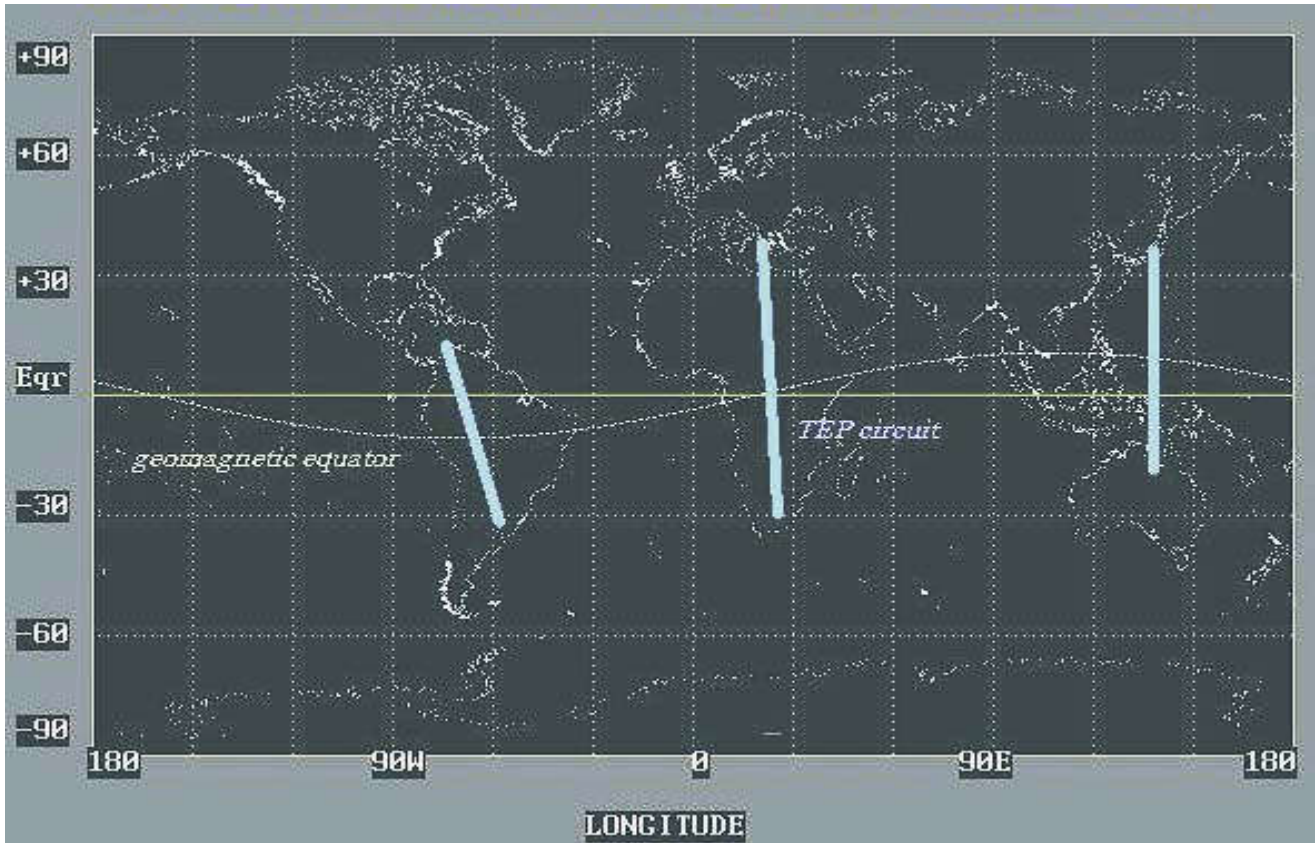 +90
+60
+30
Eqr
TEP circuit
geomagnetic equator
-30
-60
-90
180 90W 0 90E 180
LONGITUDE